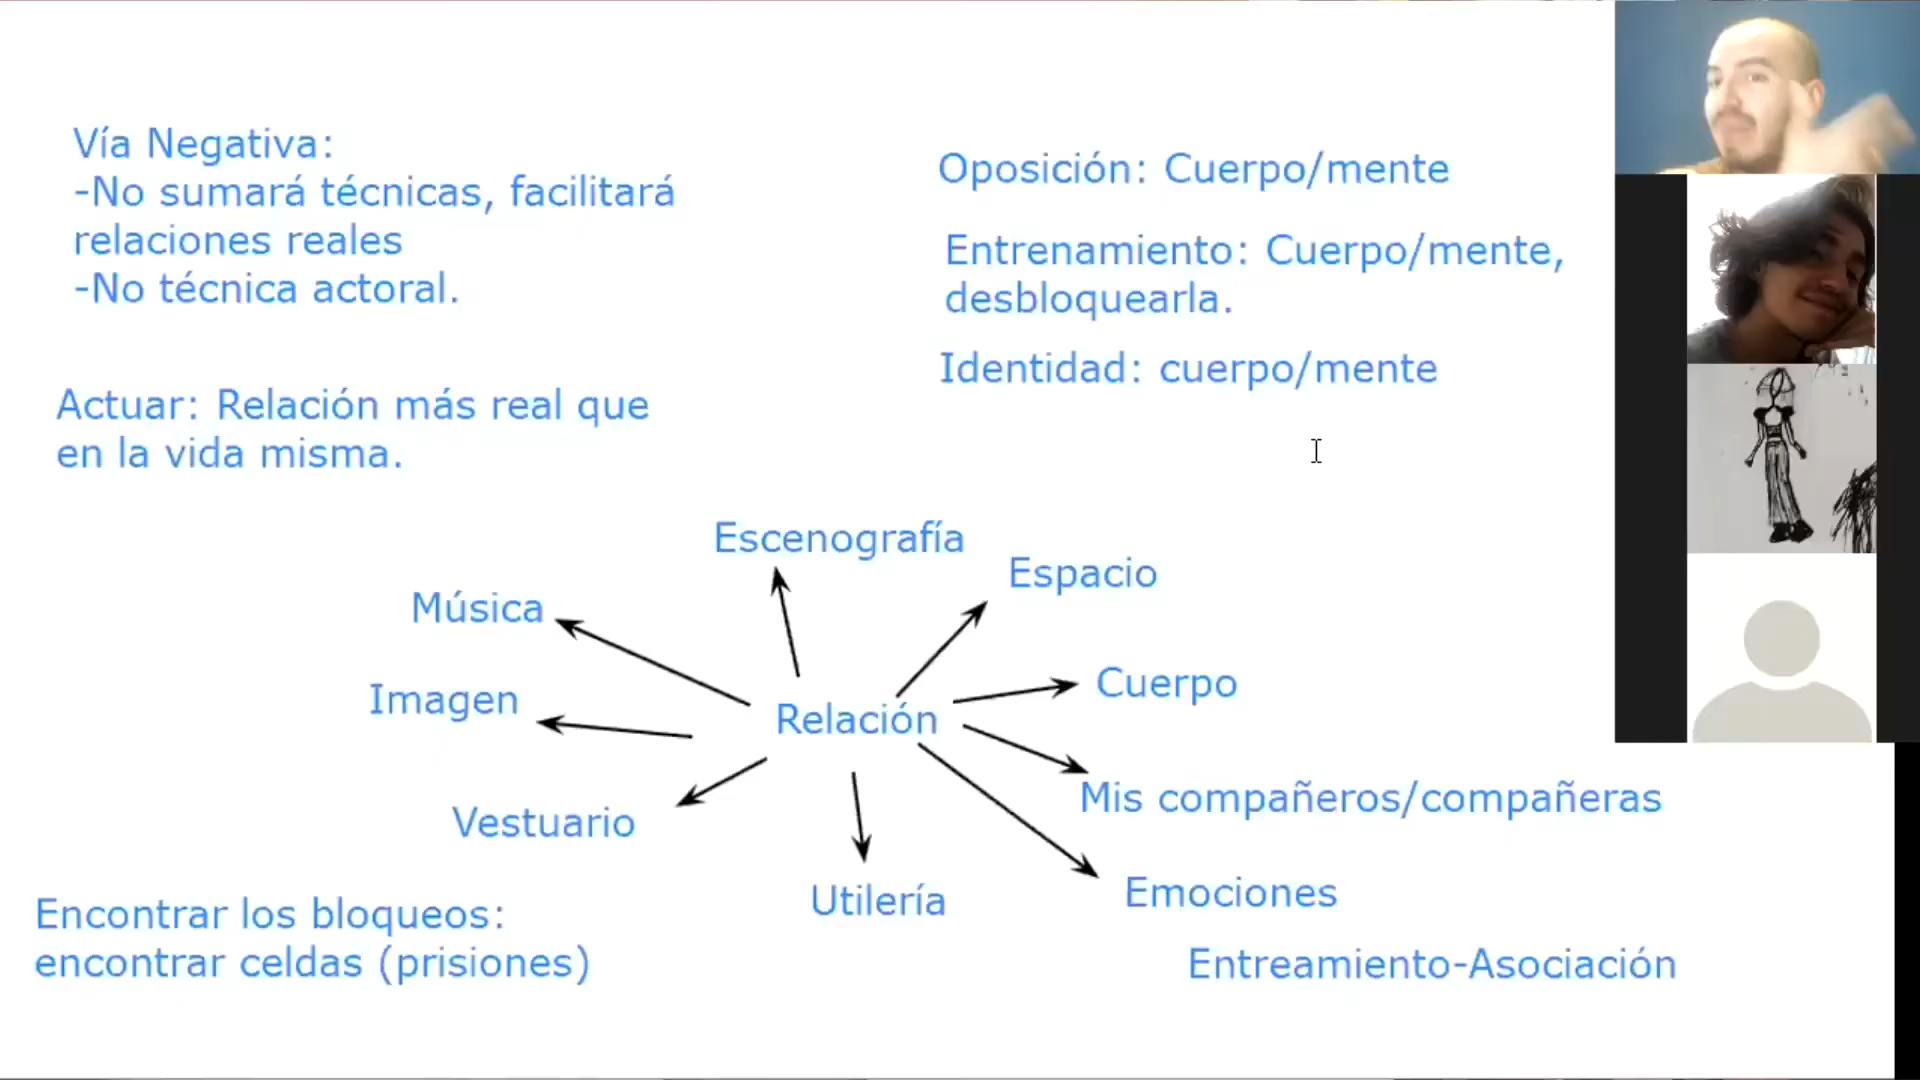 Vía Negativa:
-No sumará técnicas, facilitará
relaciones reales
-No técnica actoral.
Actuar: Relación más real que
en la vida misma.
Oposición: Cuerpo/mente
Entrenamiento: Cuerpo/mente,
desbloquearla.
Identidad: cuerpo/mente
Escenografía
Espacio
Música
Cuerpo
Imagen
Relación
Mis compañeros/compañeras
Vestuario
Emociones
Utilería
Encontrar los bloqueos:
encontrar celdas (prisiones)
Entreamiento-Asociación